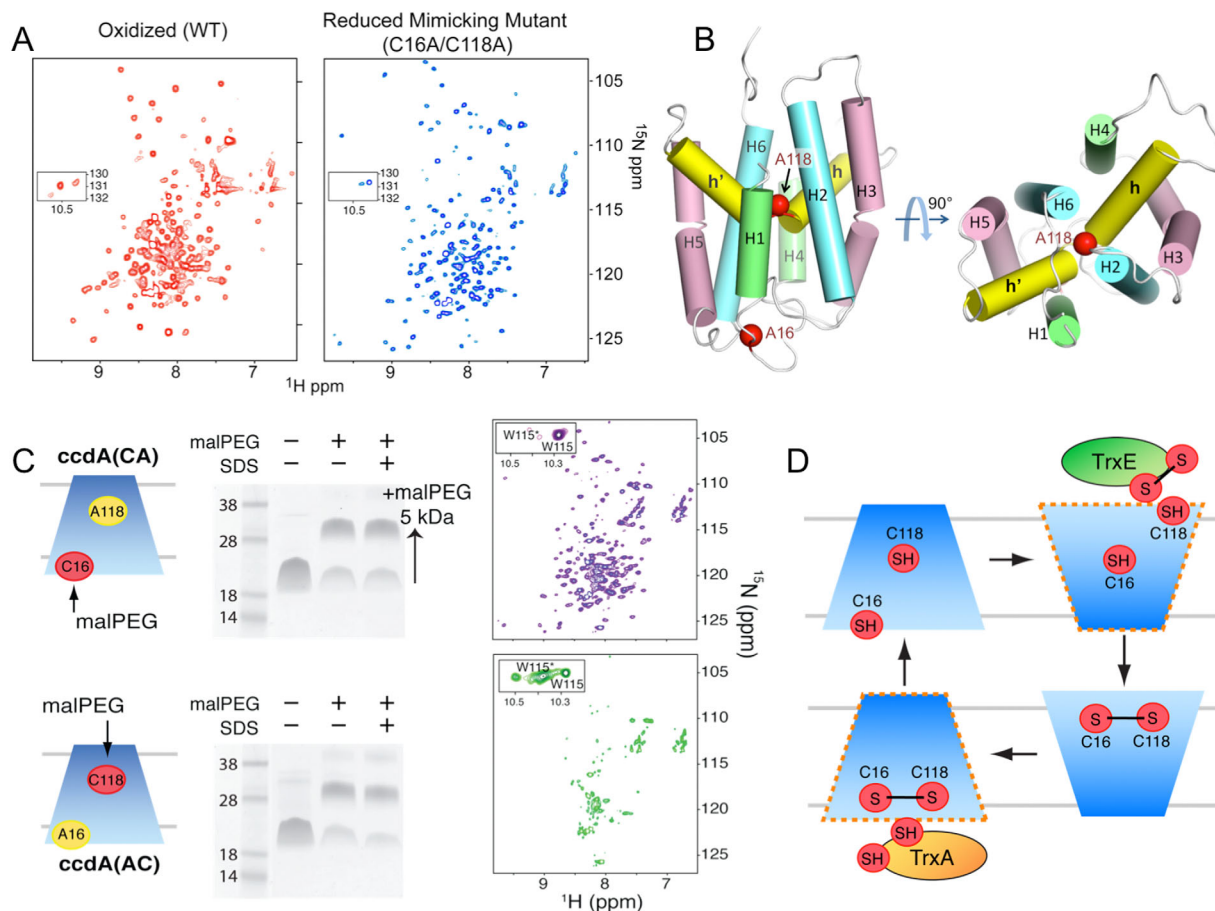 A
Oxidized (WT)
Reduced Mimicking Mutant
(C16A/C118A)
130
131
132
10.5
130
131
132
10.5
105
110
115
120
125
15N ppm
9 8 7
9 8 7
1H ppm
B
H6
A118
h'
h
H2
H3
H5
H1
H4
A16
90°
H4
h
H5
H6
A118
H2
H3
h'
H1
C
ccdA(CA)
A118
C16
malPEG
malPEG − + +
SDS − − +
38
28
18
14
+malPEG
5 kDa
W115*
W115
10.5 10.3
105
110
115
120
125
malPEG
C118
A16
ccdA(AC)
malPEG − + +
SDS − − +
38
28
18
14
W115*
W115
10.5 10.3
105
110
115
120
125
15N (ppm)
9 8 7
1H (ppm)
D
TrxE
S
S
SH
C118
SH
C16
C118
SH
C16
SH
S S
C16 C118
C16 C118
S S
SH
SH
TrxA